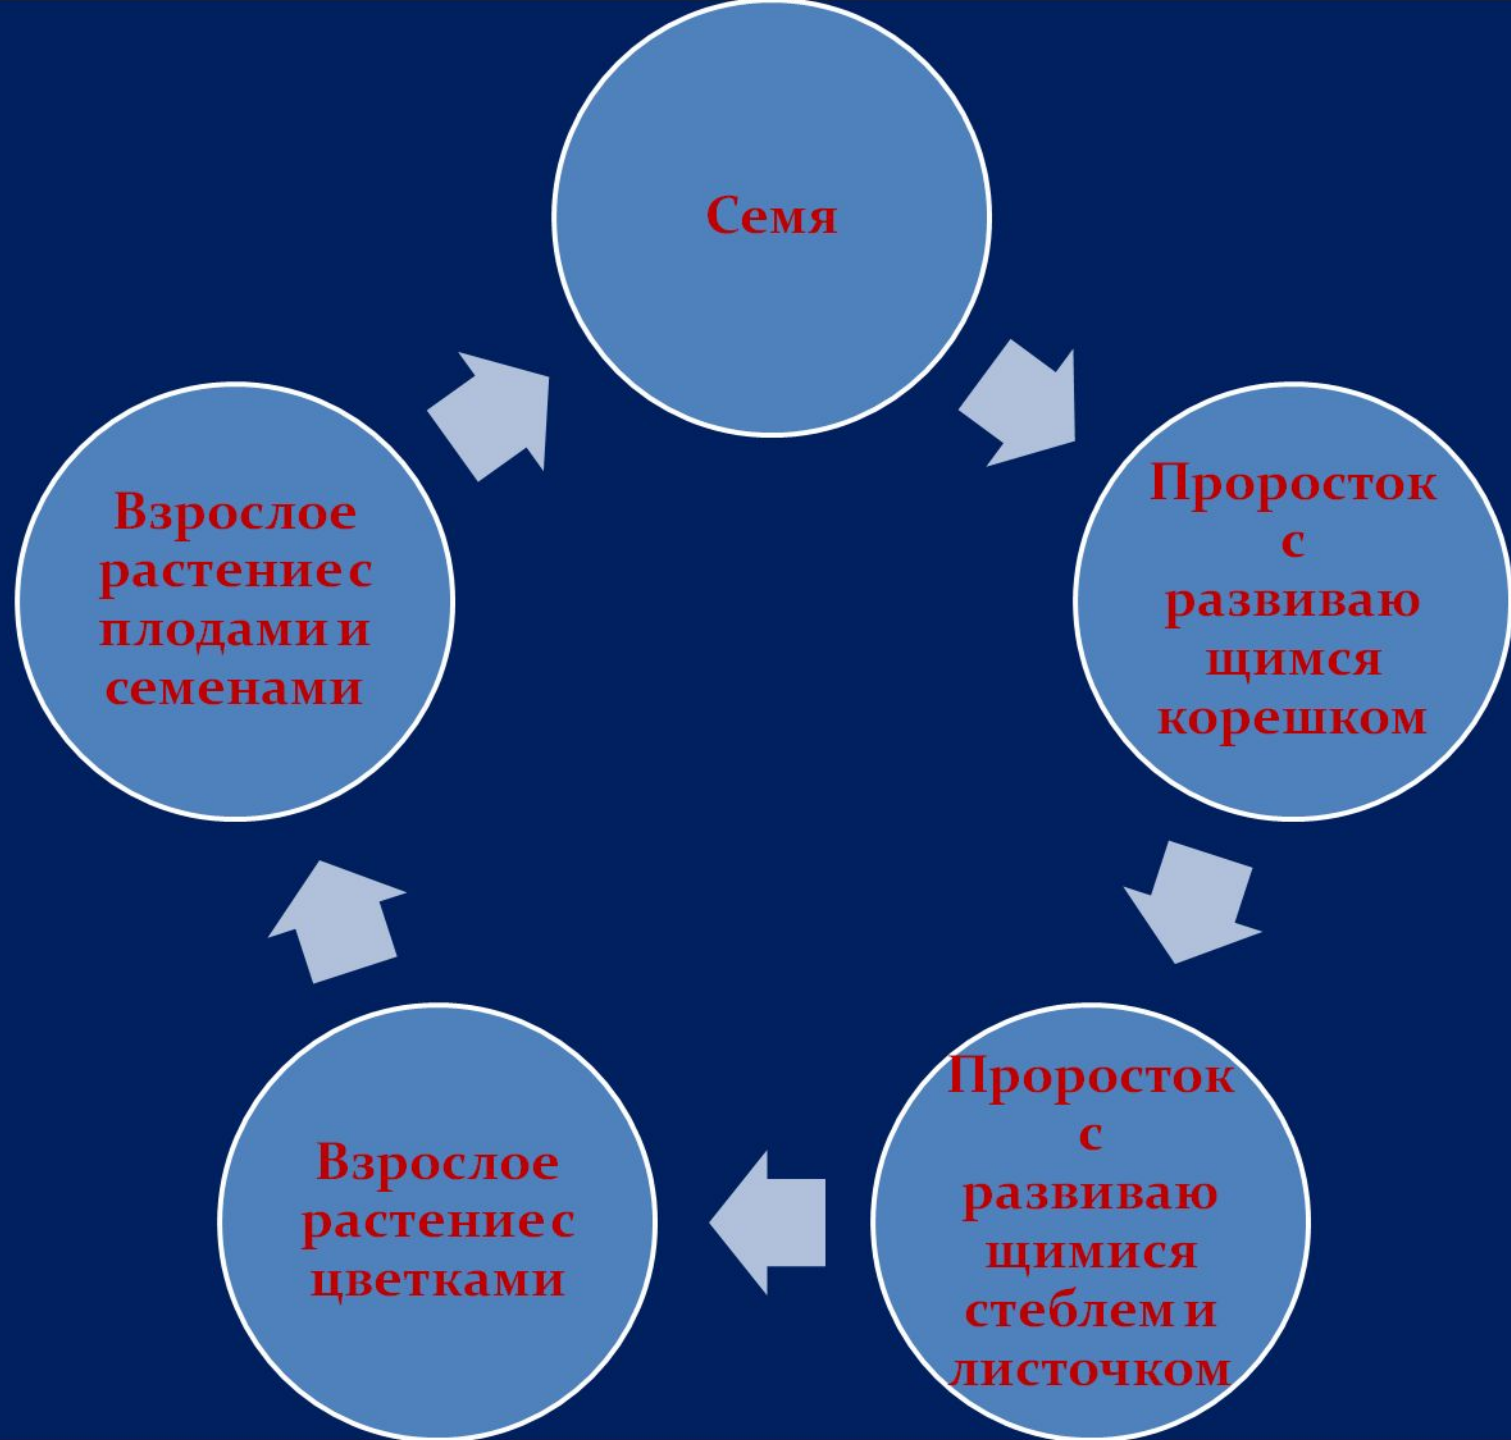 Семя
Проросток
с
развиваю
щимся
корешком
Проросток
с
развиваю
щимися
стеблем и
листочком
Взрослое
растение с
цветками
Взрослое
растение с
плодами и
семенами